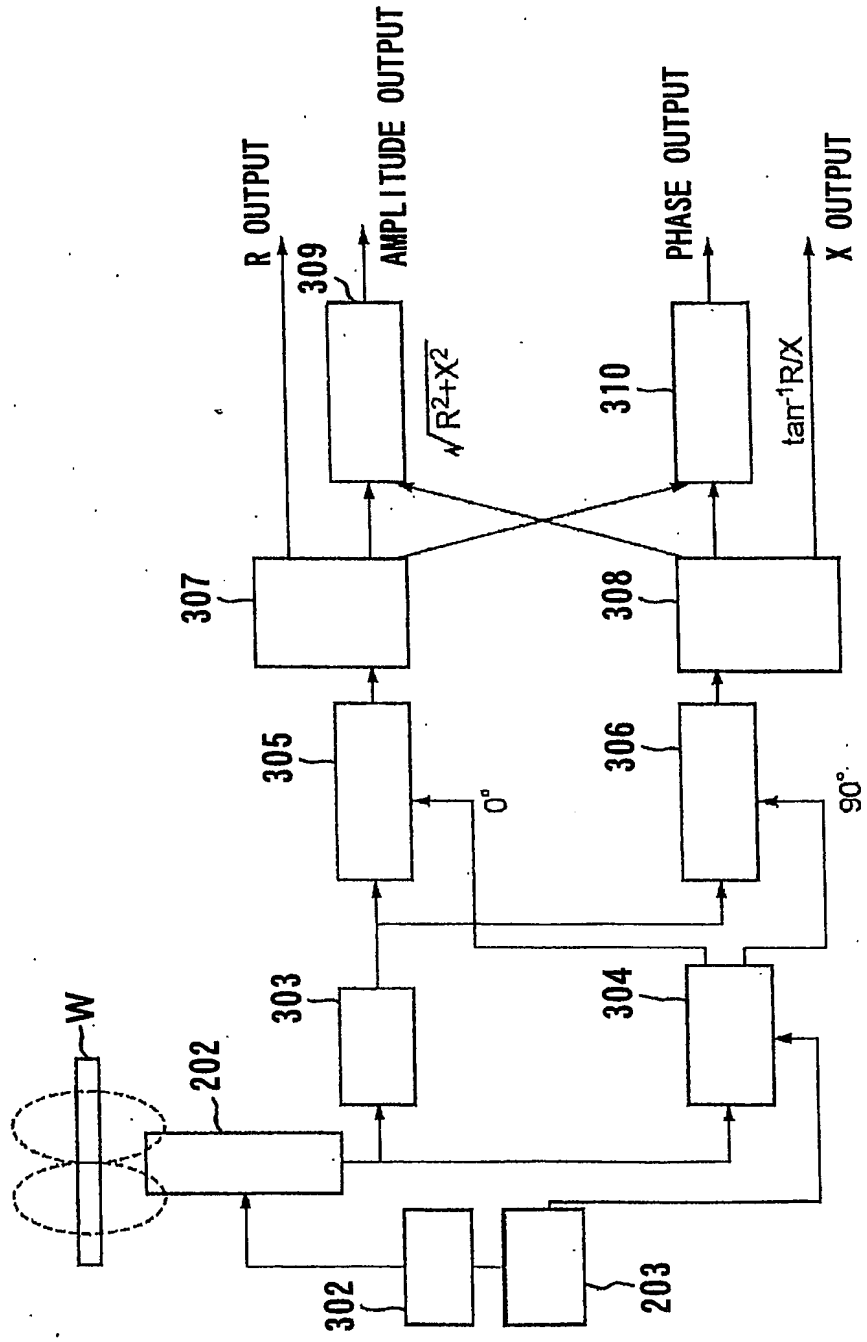 W
202
302
203
303
304
305
0°
306
90°
307
308
309
√R²+X²
310
tan⁻¹R/X
R OUTPUT
AMPLITUDE OUTPUT
PHASE OUTPUT
X OUTPUT